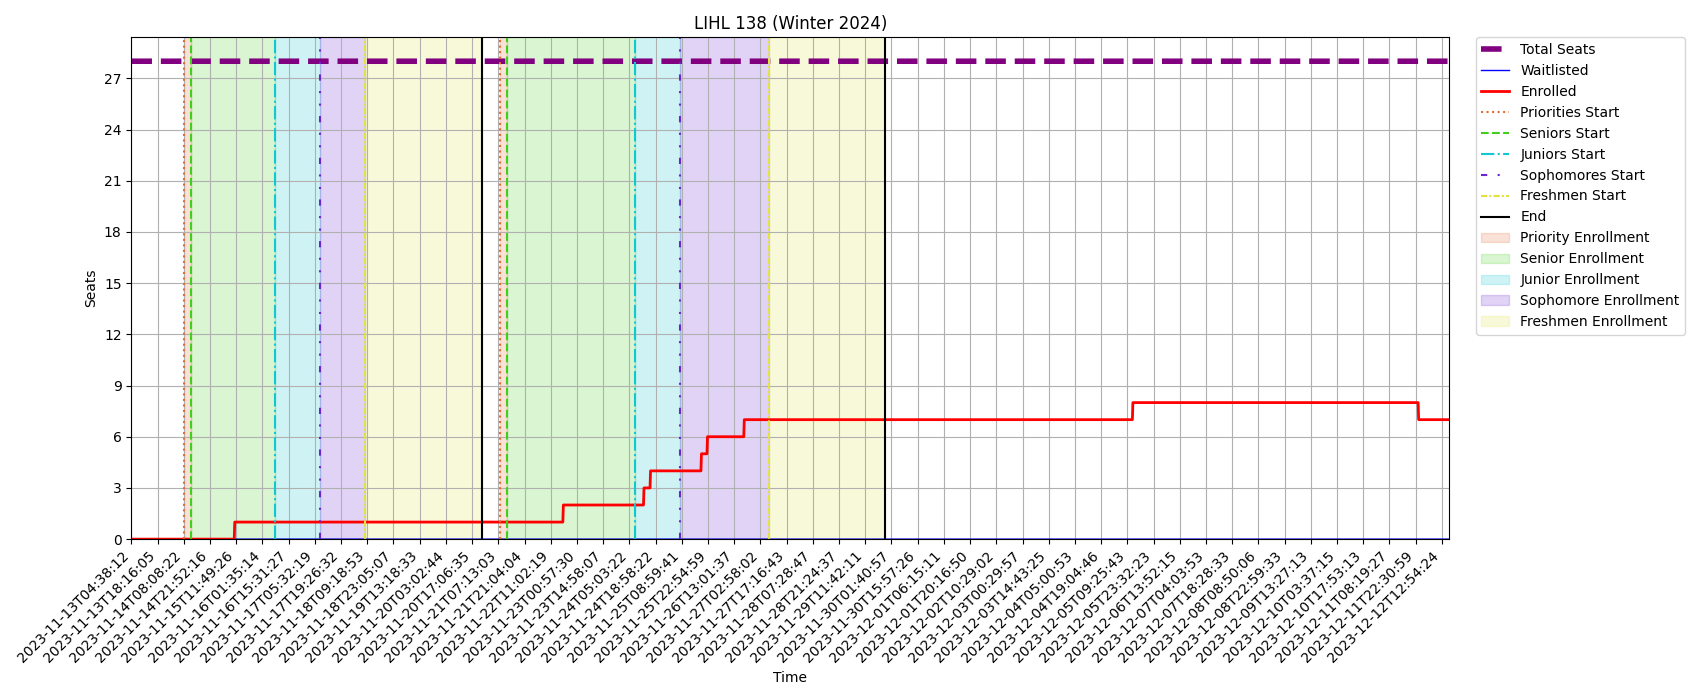 LIHL 138 (Winter 2024)
Seats
27
24
21
18
15
12
9
6
3
0
2023-11-13T04:38:12
2023-11-13T18:16:05
2023-11-14T08:08:22
2023-11-14T21:52:16
2023-11-15T11:49:26
2023-11-16T01:35:14
2023-11-16T15:31:27
2023-11-17T05:32:19
2023-11-17T19:26:32
2023-11-18T09:18:53
2023-11-18T23:05:07
2023-11-19T13:18:33
2023-11-20T03:02:44
2023-11-20T17:06:35
2023-11-21T07:13:03
2023-11-21T21:04:04
2023-11-22T11:02:19
2023-11-23T00:57:30
2023-11-23T14:58:07
2023-11-24T05:03:22
2023-11-24T18:58:22
2023-11-25T08:59:41
2023-11-25T22:54:59
2023-11-26T13:01:37
2023-11-27T02:58:02
2023-11-27T17:16:43
2023-11-28T07:28:47
2023-11-28T21:24:37
2023-11-29T11:42:11
2023-11-30T01:40:57
2023-11-30T15:57:26
2023-12-01T06:15:11
2023-12-01T20:16:50
2023-12-02T10:29:02
2023-12-03T00:29:57
2023-12-03T14:43:25
2023-12-04T05:00:53
2023-12-04T19:04:46
2023-12-05T09:25:43
2023-12-05T23:32:23
2023-12-06T13:52:15
2023-12-07T04:03:53
2023-12-07T18:28:33
2023-12-08T08:50:06
2023-12-08T22:59:33
2023-12-09T13:27:13
2023-12-10T03:37:15
2023-12-10T17:53:13
2023-12-11T08:19:27
2023-12-11T22:30:59
2023-12-12T12:54:24
Time
Total Seats
Waitlisted
Enrolled
Priorities Start
Seniors Start
Juniors Start
Sophomores Start
Freshmen Start
End
Priority Enrollment
Senior Enrollment
Junior Enrollment
Sophomore Enrollment
Freshmen Enrollment